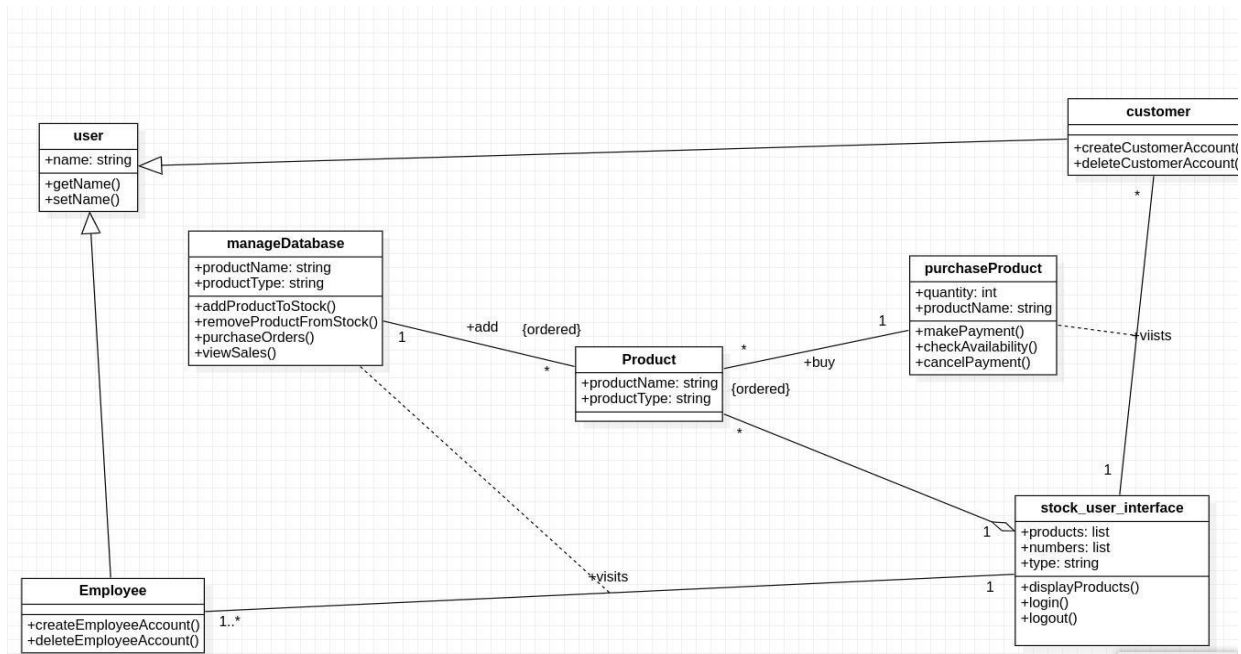 user
+name: string
+getName()
+setName()
customer
+createCustomerAccount(
+deleteCustomerAccount(
*
manageDatabase
+productName: string
+productType: string
+addProductToStock()
+removeProductFromStock()
+purchaseOrders()
+viewSales()
1
+add
{ordered}
*
Product
+productName: string
+productType: string
*
+buy
{ordered}
*
1
purchaseProduct
+quantity: int
+productName: string
+makePayment()
+checkAvailability()
+cancelPayment()
+viists
1
stock_user_interface
+products: list
+numbers: list
+type: string
+displayProducts()
+login()
+logout()
1
1
+visits
Employee
+createEmployeeAccount()
+deleteEmployeeAccount()
1..*